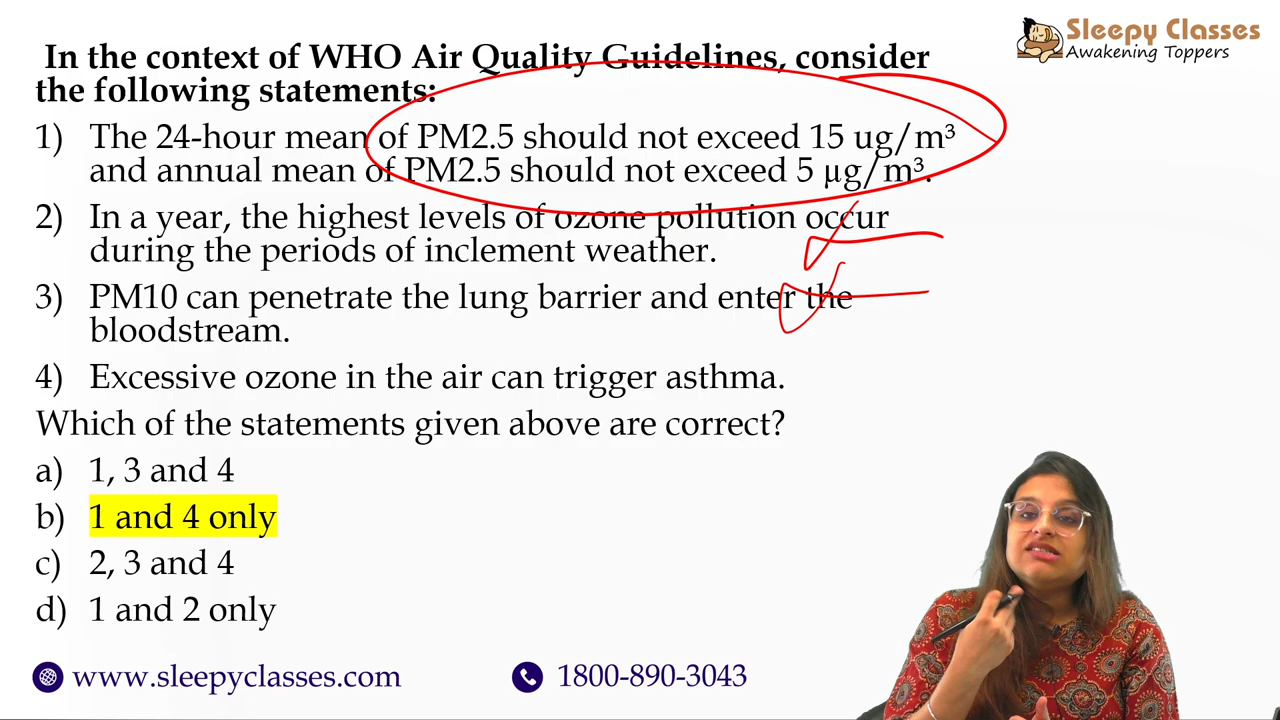 Sleepy Classes
Awakening Toppers
In the context of WHO Air Quality Guidelines, consider
the following statements:
1) The 24-hour mean of PM2.5 should not exceed 15 ug/m³
and annual mean of PM2.5 should not exceed 5 µg/m³.
2) In a year, the highest levels of ozone pollution occur
during the periods of inclement weather.
3) PM10 can penetrate the lung barrier and enter the
bloodstream.
4) Excessive ozone in the air can trigger asthma.
Which of the statements given above are correct?
a) 1, 3 and 4
b) 1 and 4 only
c) 2, 3 and 4
d) 1 and 2 only
www.sleepyclasses.com
1800-890-3043